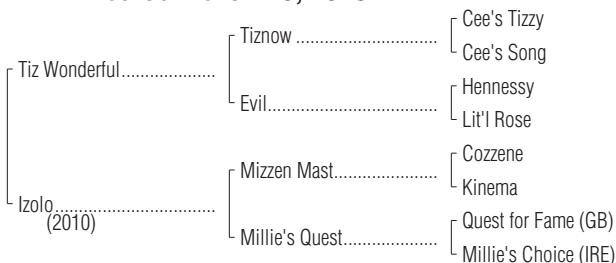 Tiz Wonderful
Tiznow
Cee's Tizzy
Cee's Song
Evil
Hennessy
Lit'l Rose
Izolo
(2010)
Mizzen Mast
Cozzene
Kinema
Millie's Quest
Quest for Fame (GB)
Millie's Choice (IRE)